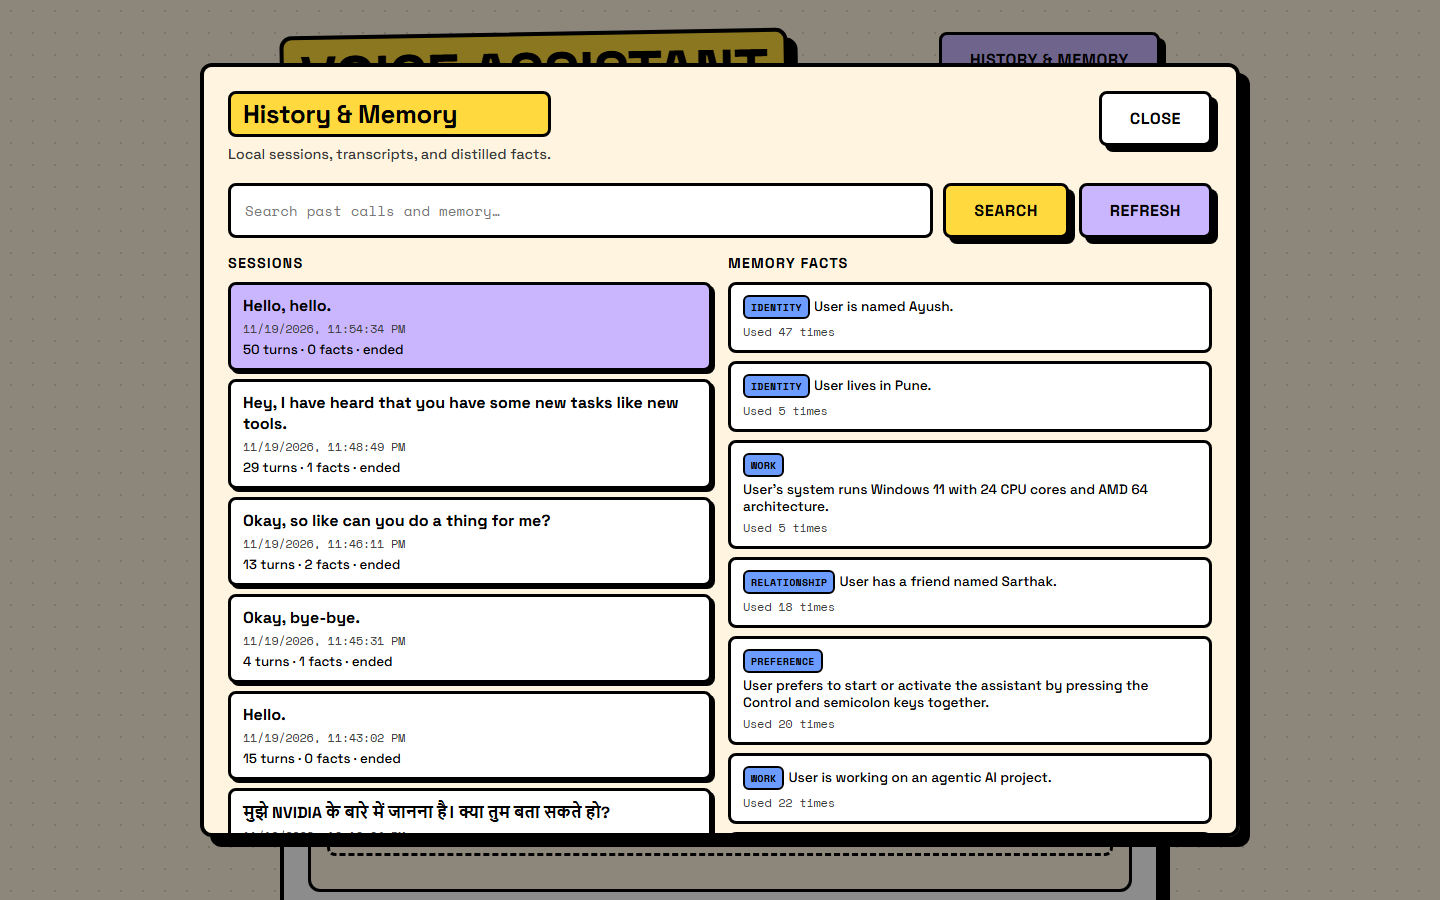 VOICE ASSISTANT
HISTORY & MEMORY
History & Memory
CLOSE
Local sessions, transcripts, and distilled facts.
Search past calls and memory…
SEARCH
REFRESH
SESSIONS
Hello, hello.
11/19/2026, 11:54:34 PM
50 turns · 0 facts · ended
Hey, I have heard that you have some new tasks like new
tools.
11/19/2026, 11:48:49 PM
29 turns · 1 facts · ended
Okay, so like can you do a thing for me?
11/19/2026, 11:46:11 PM
13 turns · 2 facts · ended
Okay, bye-bye.
11/19/2026, 11:45:31 PM
4 turns · 1 facts · ended
Hello.
11/19/2026, 11:43:02 PM
15 turns · 0 facts · ended
मुझे NVIDIA के बारे में जानना है। क्या तुम बता सकते हो?
MEMORY FACTS
IDENTITY User is named Ayush.
Used 47 times
IDENTITY User lives in Pune.
Used 5 times
WORK
User's system runs Windows 11 with 24 CPU cores and AMD 64
architecture.
Used 5 times
RELATIONSHIP User has a friend named Sarthak.
Used 18 times
PREFERENCE
User prefers to start or activate the assistant by pressing the
Control and semicolon keys together.
Used 20 times
WORK User is working on an agentic AI project.
Used 22 times